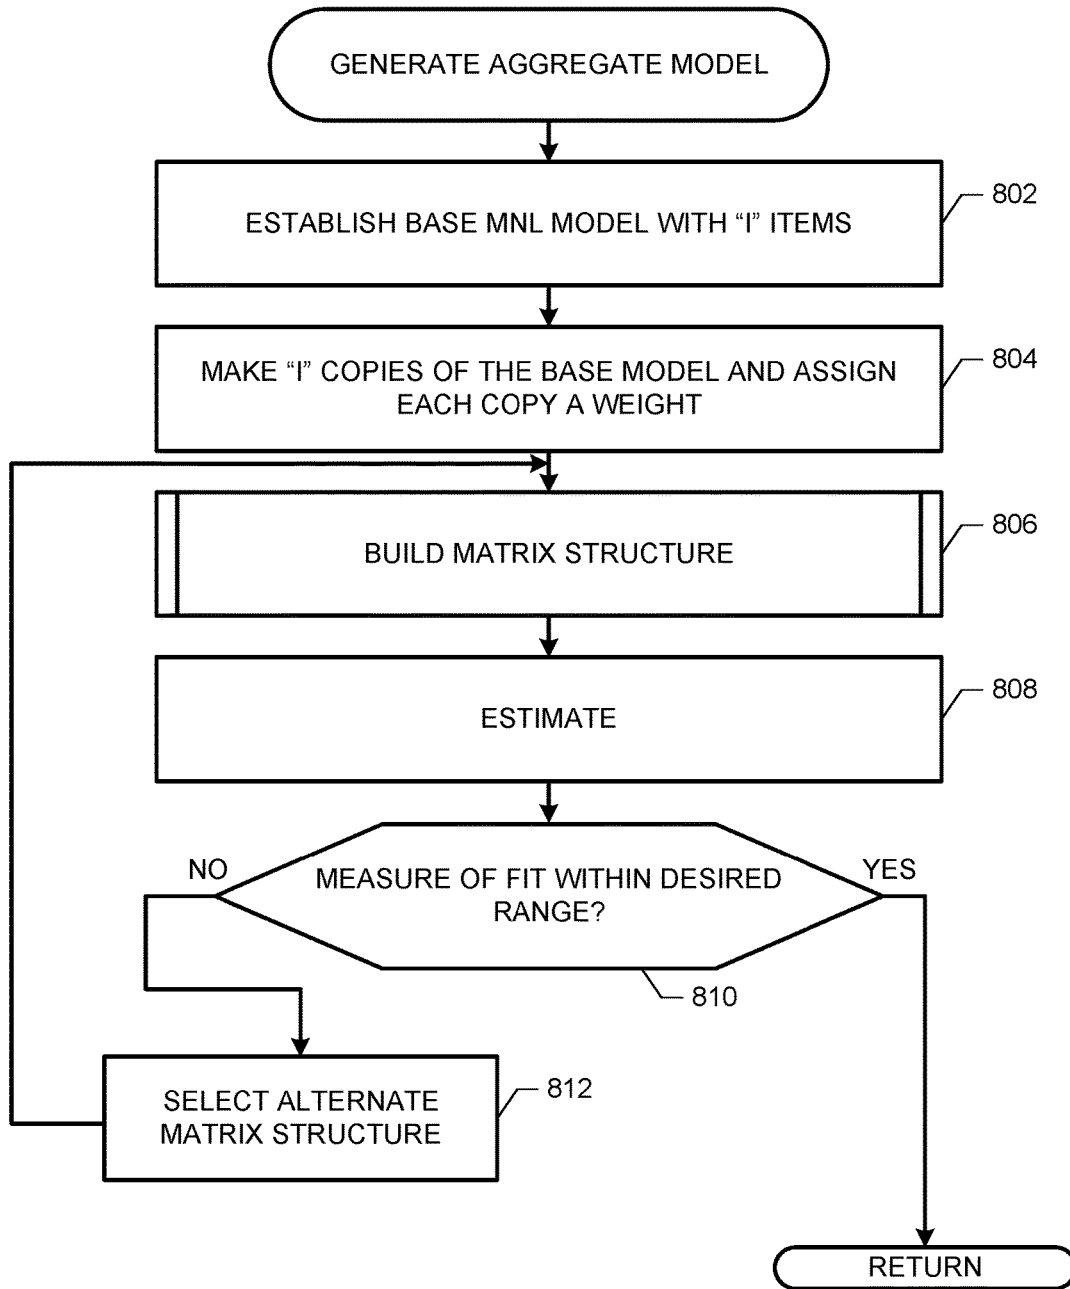 GENERATE AGGREGATE MODEL
802
ESTABLISH BASE MNL MODEL WITH “I” ITEMS
804
MAKE “I” COPIES OF THE BASE MODEL AND ASSIGN
EACH COPY A WEIGHT
806
BUILD MATRIX STRUCTURE
808
ESTIMATE
NO
YES
MEASURE OF FIT WITHIN DESIRED
RANGE?
810
812
SELECT ALTERNATE
MATRIX STRUCTURE
RETURN